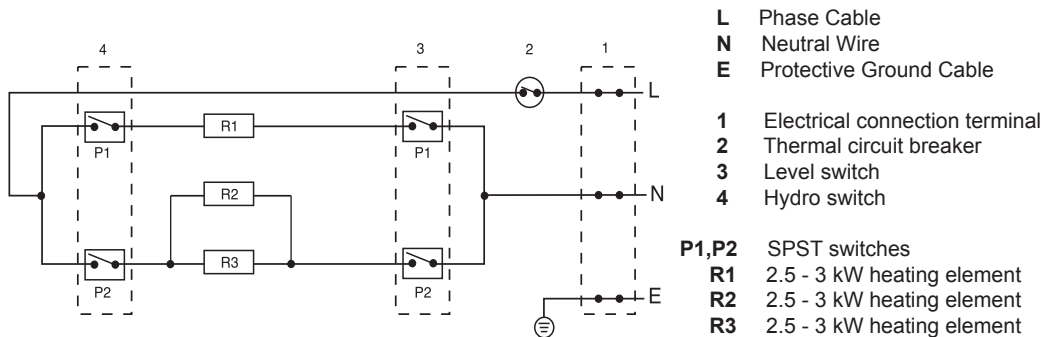 4
3
2
1
L
P1
R1
P1
R2
N
R3
P2
P2
E
L Phase Cable
N Neutral Wire
E Protective Ground Cable
1 Electrical connection terminal
2 Thermal circuit breaker
3 Level switch
4 Hydro switch
P1,P2 SPST switches
R1 2.5 - 3 kW heating element
R2 2.5 - 3 kW heating element
R3 2.5 - 3 kW heating element